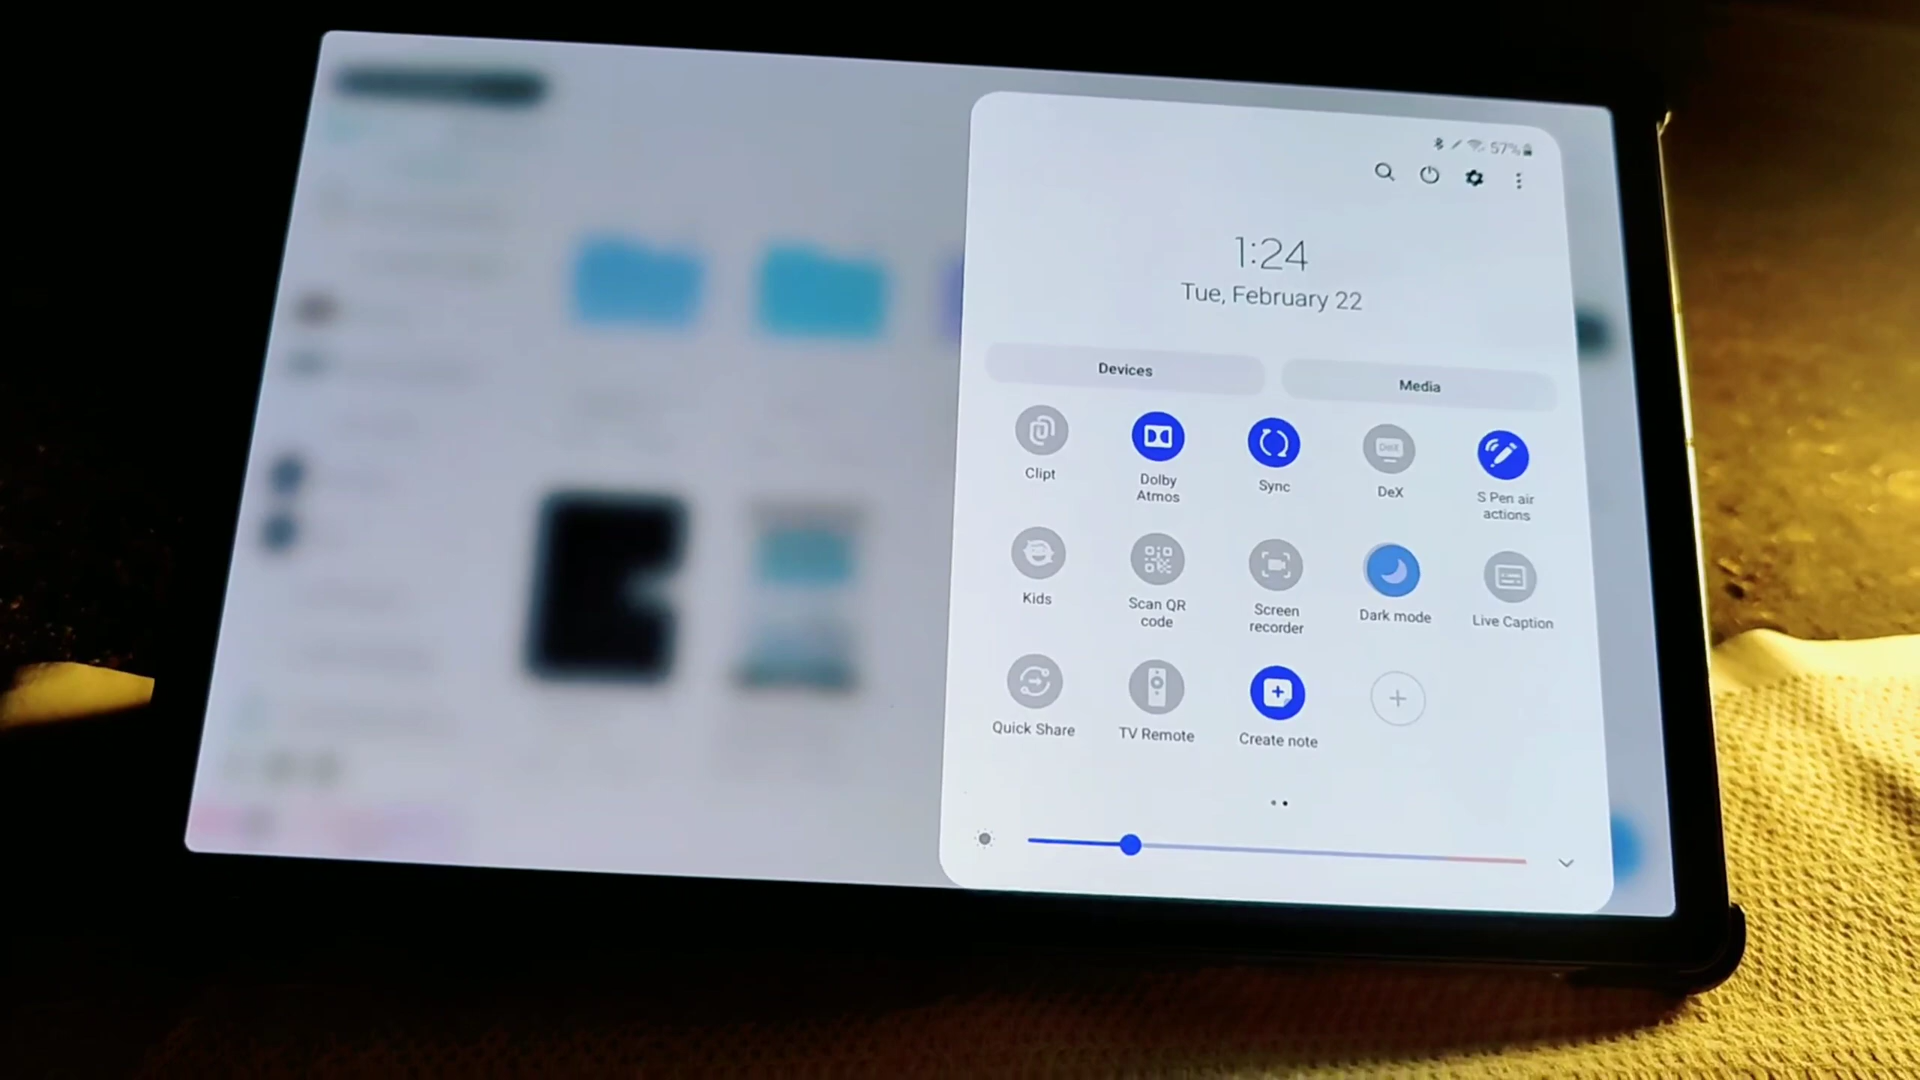 57%
1:24
Tue, February 22
Devices
Media
Clipt
Dolby
Atmos
Sync
DeX
DeX
S Pen air
actions
Kids
Scan QR
code
Screen
recorder
Dark mode
Live Caption
Quick Share
TV Remote
Create note